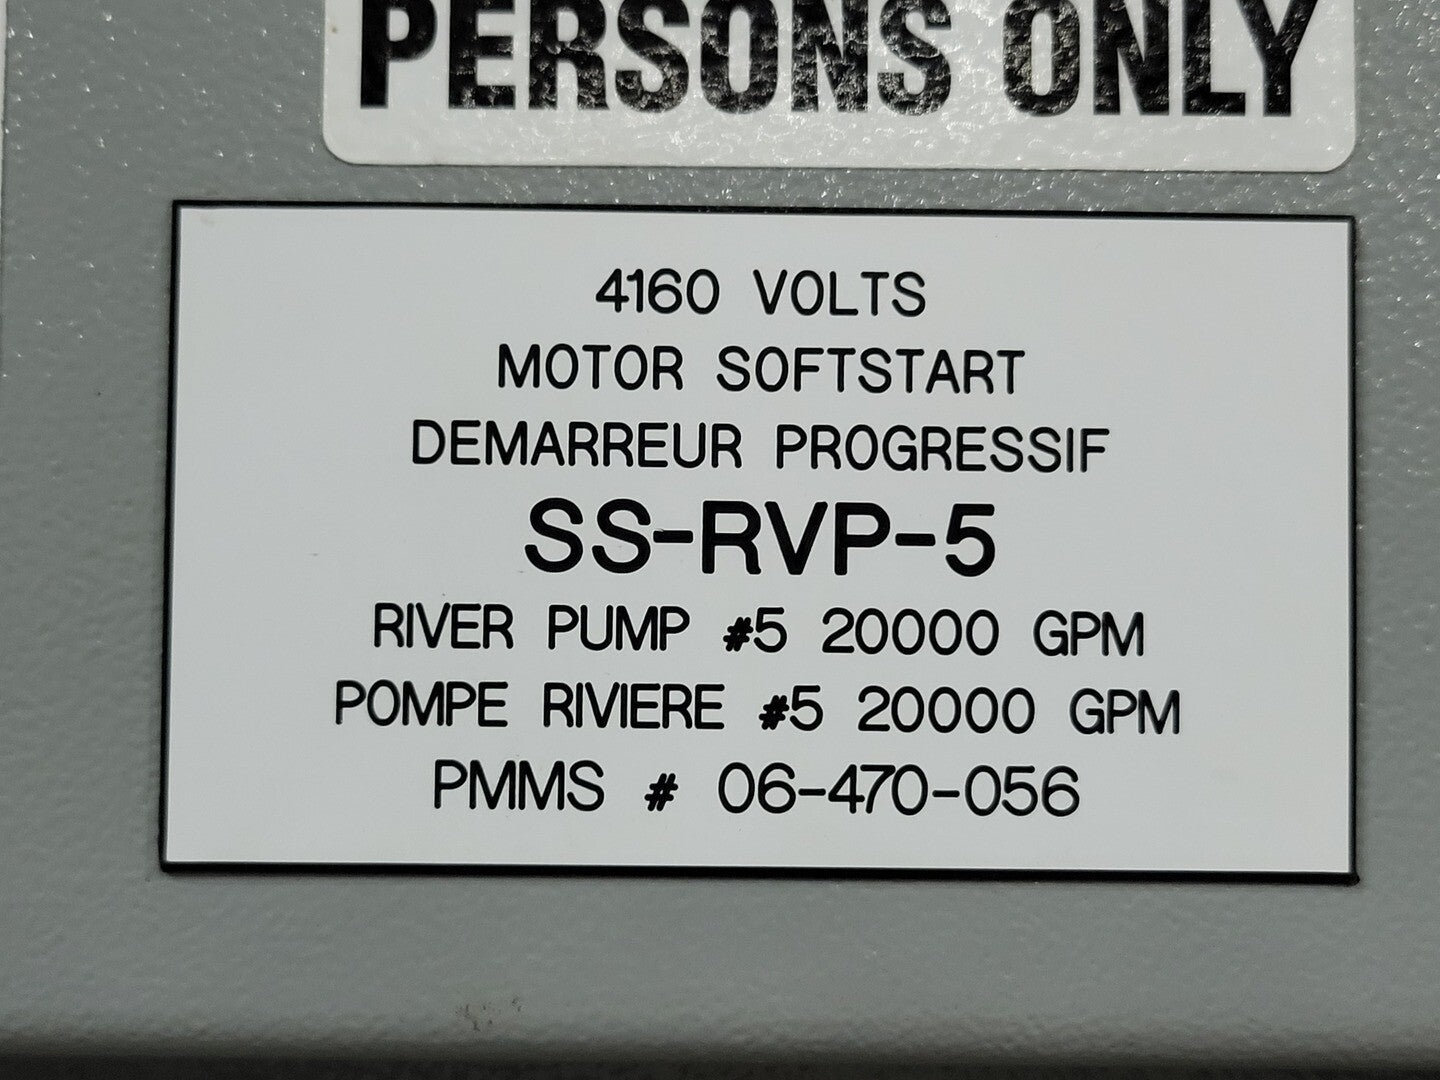 PERSONS ONLY
4160 VOLTS
MOTOR SOFTSTART
DEMARREUR PROGRESSIF
SS-RVP-5
RIVER PUMP #5 20000 GPM
POMPE RIVIERE #5 20000 GPM
PMMS # 06-470-056